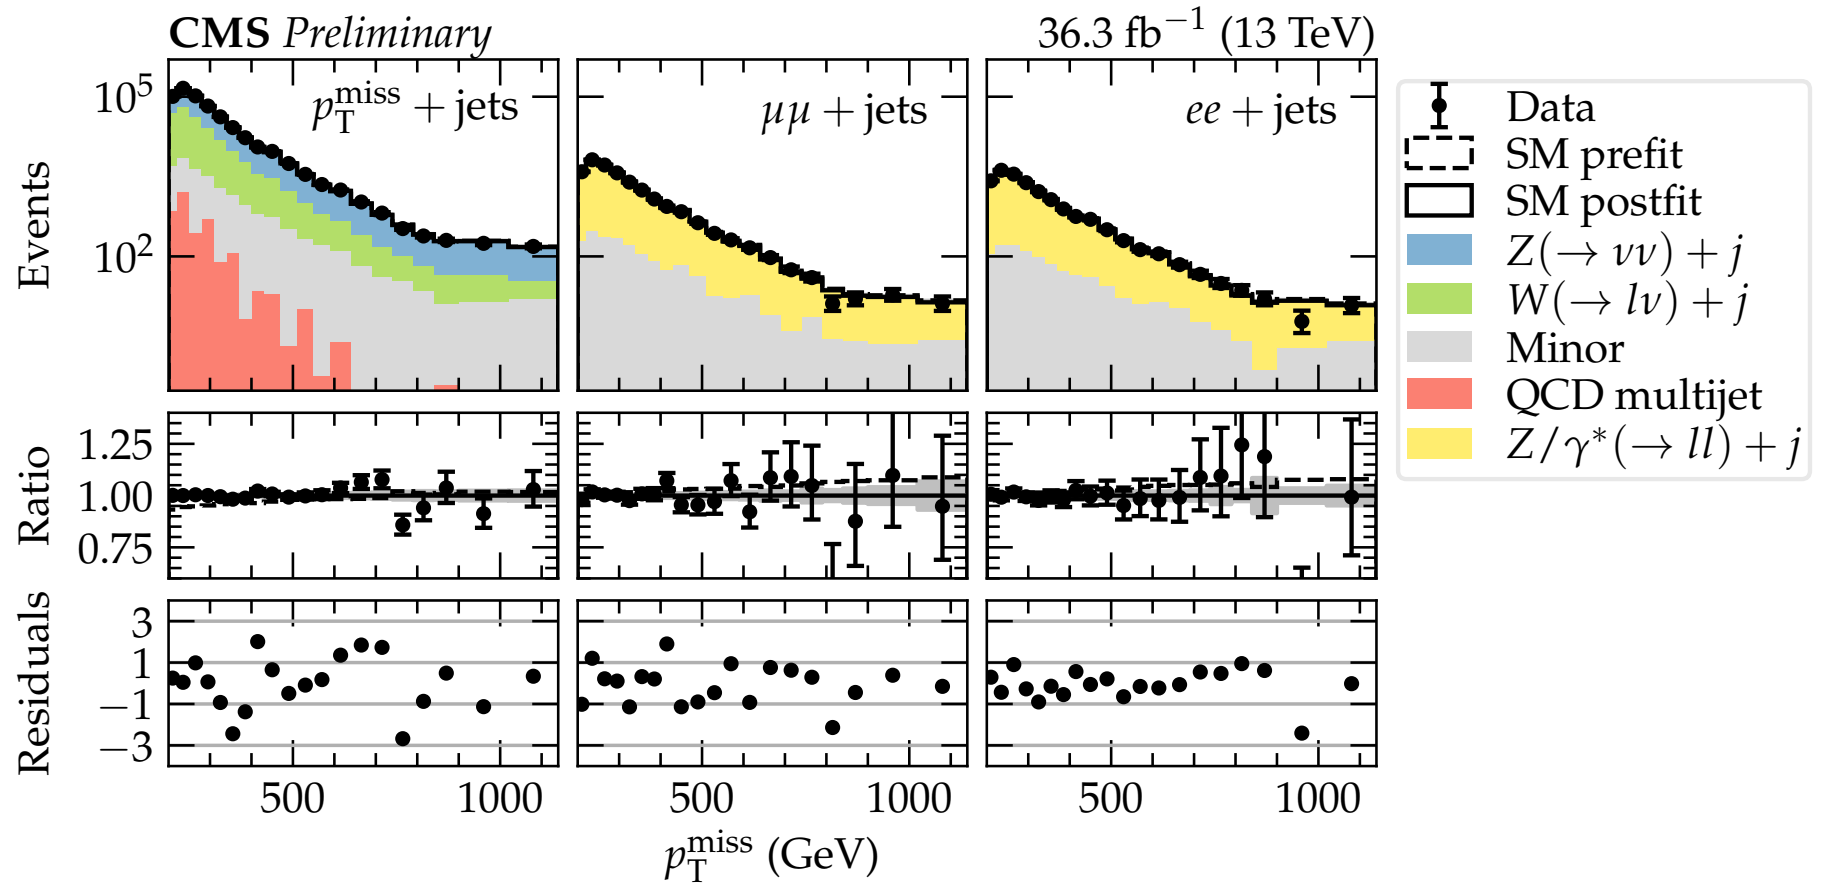 CMS Preliminary
36.3 fb⁻¹ (13 TeV)
Events
10⁵
10²
p_T^miss + jets
μμ + jets
ee + jets
Data
SM prefit
SM postfit
Z(→ νν) + j
W(→ lν) + j
Minor
QCD multijet
Z/γ*(→ ll) + j
Ratio
1.25
1.00
0.75
Residuals
3
1
−1
−3
500 1000 500 1000 500 1000
p_T^miss (GeV)